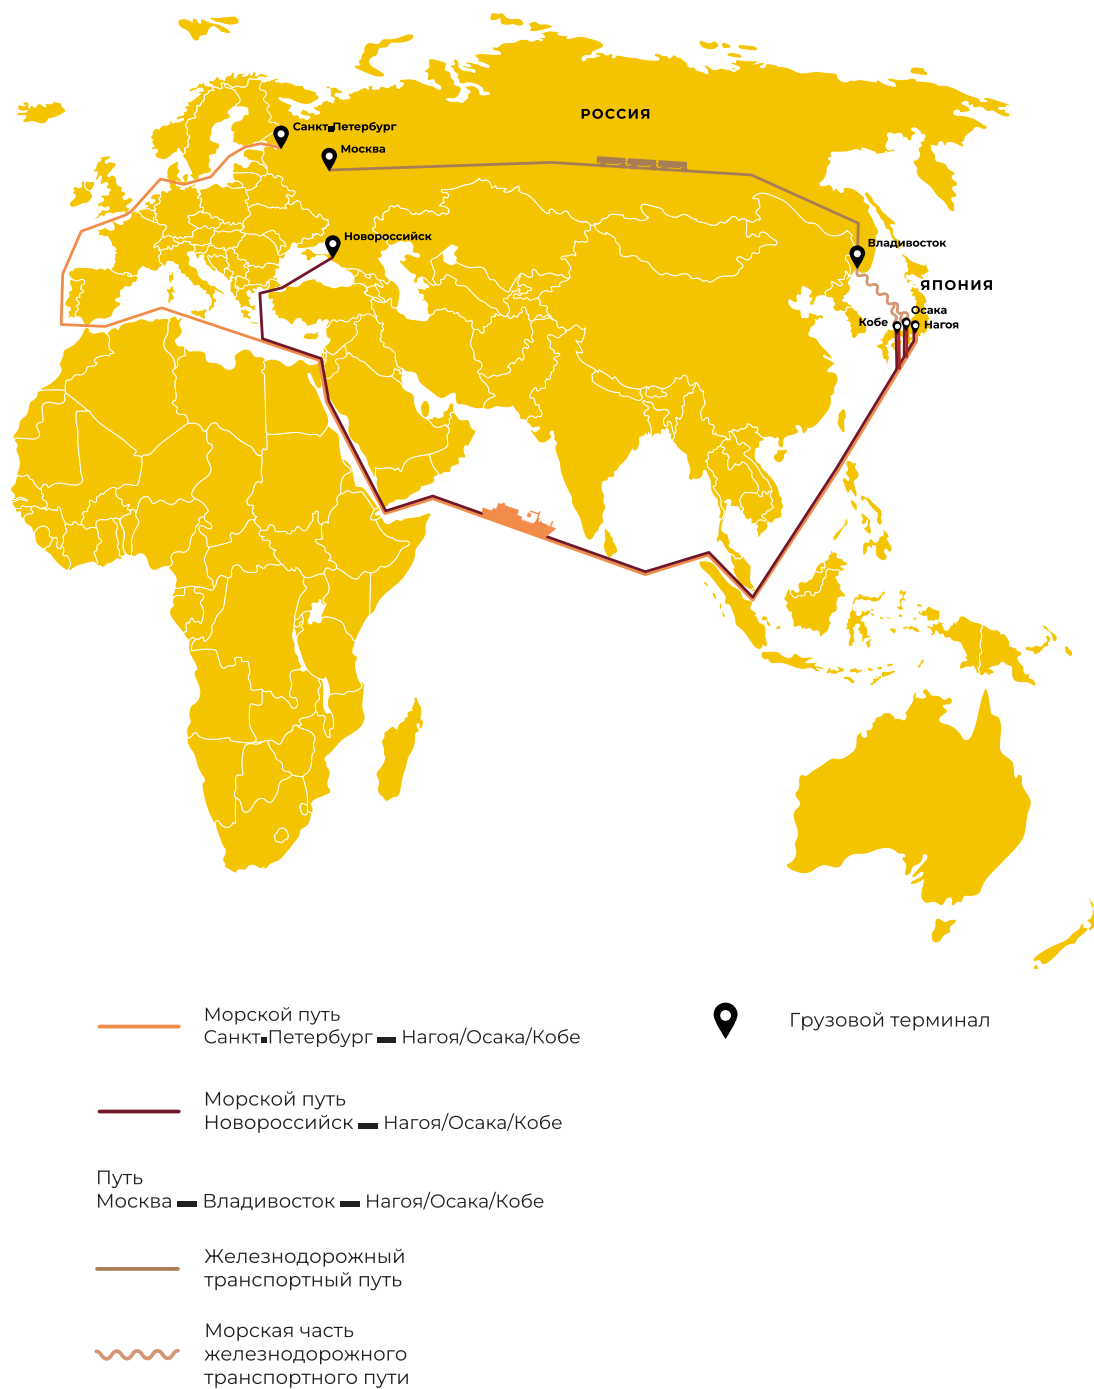 РОССИЯ
Санкт-Петербург
Москва
Новороссийск
Владивосток
ЯПОНИЯ
Осака
Кобе
Нагоя
Морской путь
Санкт-Петербург — Нагоя/Осака/Кобе
Грузовой терминал
Морской путь
Новороссийск — Нагоя/Осака/Кобе
Путь
Москва — Владивосток — Нагоя/Осака/Кобе
Железнодорожный
транспортный путь
Морская часть
железнодорожного
транспортного пути